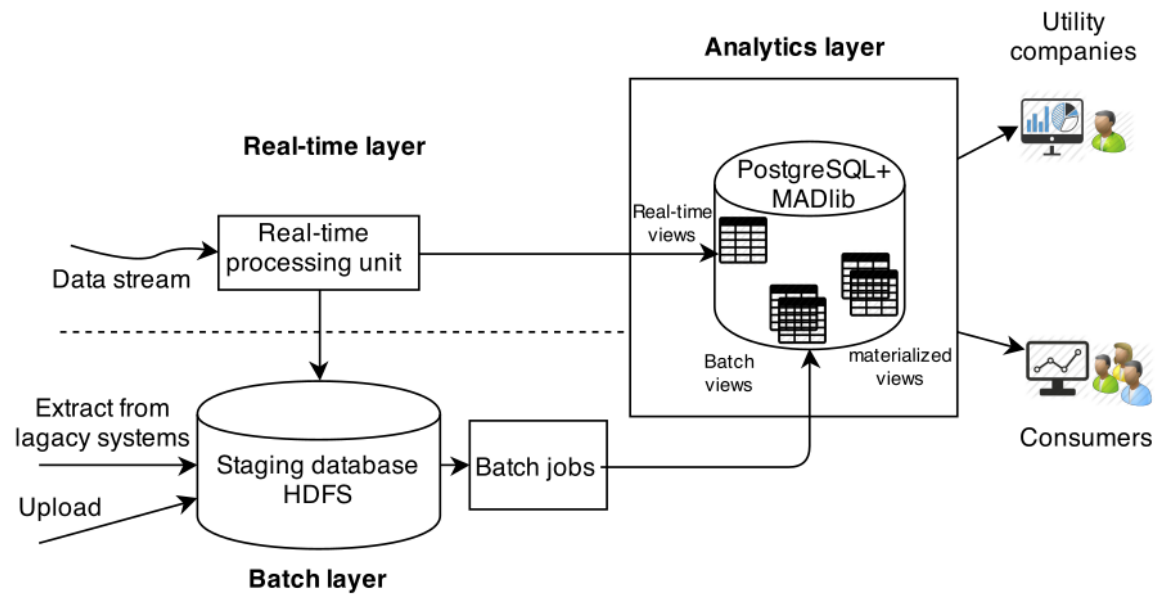 Utility
companies
Analytics layer
Real-time layer
PostgreSQL+
MADlib
Real-time
views
Real-time
processing unit
Data stream
Batch
views
materialized
views
Extract from
lagacy systems
Staging database
HDFS
Batch jobs
Upload
Consumers
Batch layer